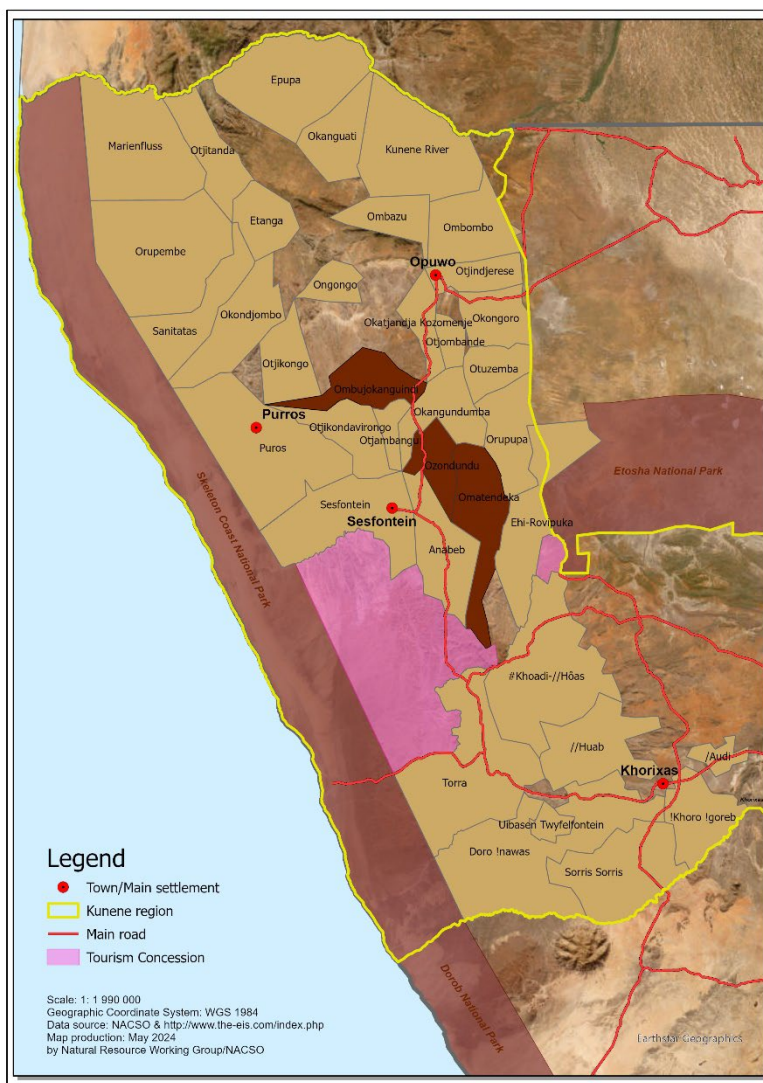 Epupa
Marienfluss
Otjitanda
Okanguati
Kunene River
Etanga
Ombazu
Ombombo
Orupembe
Opuwo
Otjindjerese
Ongongo
Okondjombo
Sanitatas
Okatjandja Kozomenje
Okongoro
Otjombande
Otjikongo
Otuzemba
Ombujokanguindi
Okangundumba
Purros
Otjikondavirongo
Otjambangu
Orupupa
Puros
Ozondundu
Etosha National Park
Omatendeka
Sesfontein
Sesfontein
Ehi-Rovipuka
Skeleton Coast National Park
Anabeb
#Khoadi-//Hôas
//Huab
/Audi
Khorixas
Torra
Uibasen Twyfelfontein
!Khoro !goreb
Doro !nawas
Sorris Sorris
Dorob National Park
Legend
Town/Main settlement
Kunene region
Main road
Tourism Concession
Scale: 1: 1 990 000
Geographic Coordinate System: WGS 1984
Data source: NACSO & http://www.the-eis.com/index.php
Map production: May 2024
by Natural Resource Working Group/NACSO
Earthstar Geographics